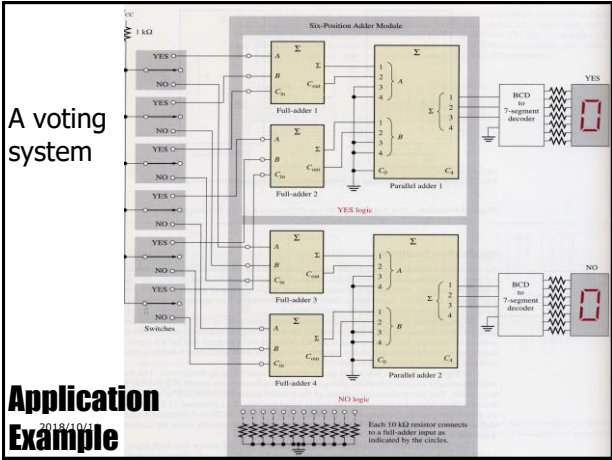 CC
1 kΩ
Six-Position Adder Module
YES
NO
YES
NO
YES
NO
YES
NO
YES
NO
YES
NO
Switches
A voting
system
Σ
A
B
Cin
Σ
Cout
Full-adder 1
Σ
A
B
Cin
Σ
Cout
Full-adder 2
Σ
1
2
3
4
A
1
2
3
4
B
C0
Σ
1
2
3
4
C4
Parallel adder 1
YES logic
BCD
to
7-segment
decoder
YES
Σ
A
B
Cin
Σ
Cout
Full-adder 3
Σ
A
B
Cin
Σ
Cout
Full-adder 4
Σ
1
2
3
4
A
1
2
3
4
B
C0
Σ
1
2
3
4
C4
Parallel adder 2
NO logic
BCD
to
7-segment
decoder
NO
Each 10 kΩ resistor connects
to a full-adder input as
indicated by the circles.
Application
Example